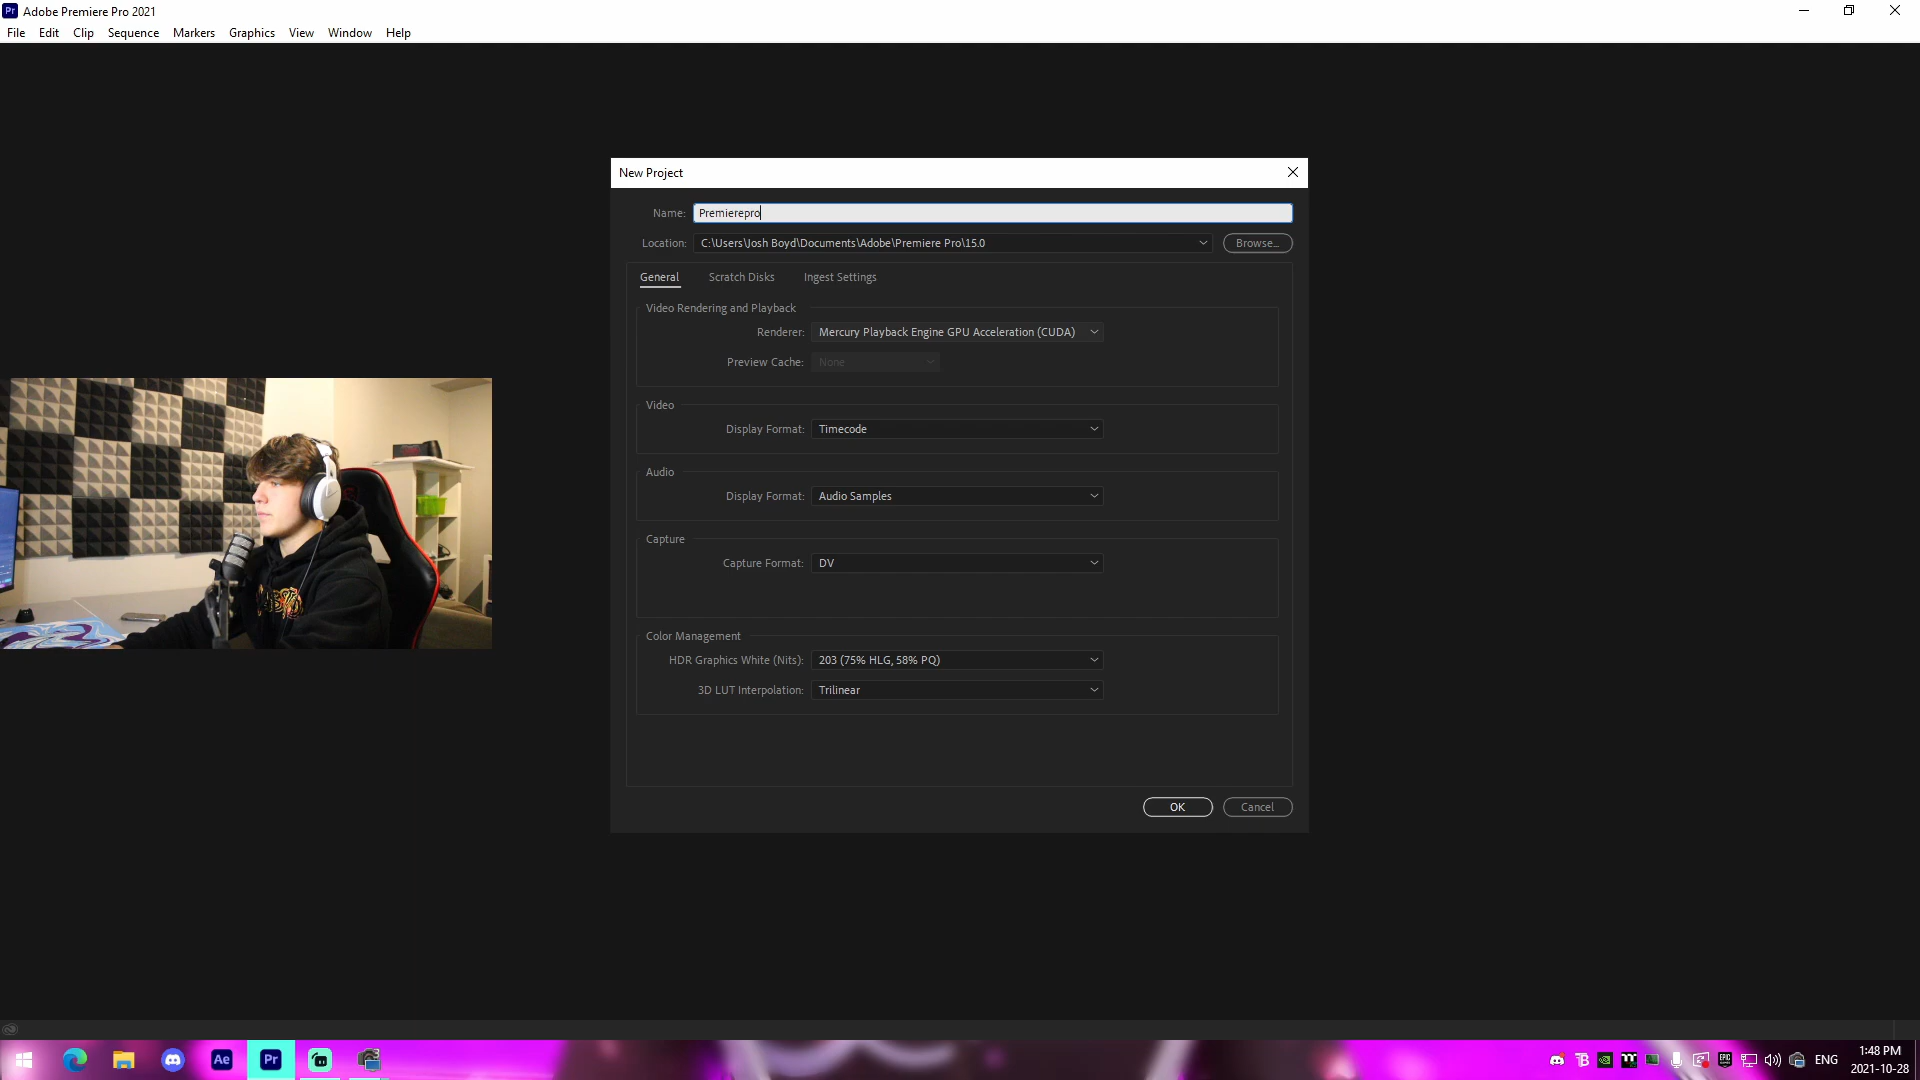 Pr Adobe Premiere Pro 2021
File Edit Clip Sequence Markers Graphics View Window Help
New Project
Name: Premierepro
Location: C:\Users\Josh Boyd\Documents\Adobe\Premiere Pro\15.0 Browse...
General Scratch Disks Ingest Settings
Video Rendering and Playback
Renderer: Mercury Playback Engine GPU Acceleration (CUDA)
Preview Cache: None
Video
Display Format: Timecode
Audio
Display Format: Audio Samples
Capture
Capture Format: DV
Color Management
HDR Graphics White (Nits): 203 (75% HLG, 58% PQ)
3D LUT Interpolation: Trilinear
OK Cancel
Ae Pr
ENG
1:48 PM
2021-10-28